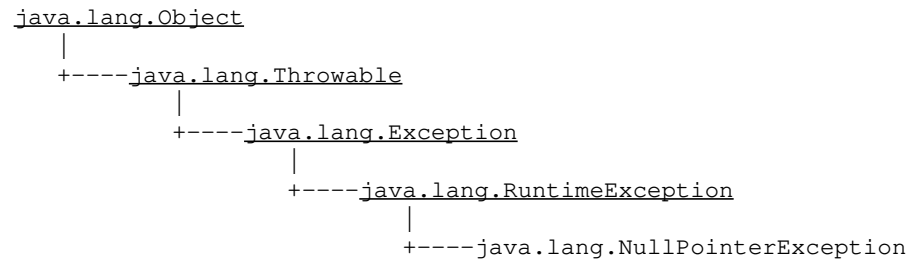 java.lang.Object
|
+----java.lang.Throwable
|
+----java.lang.Exception
|
+----java.lang.RuntimeException
|
+----java.lang.NullPointerException